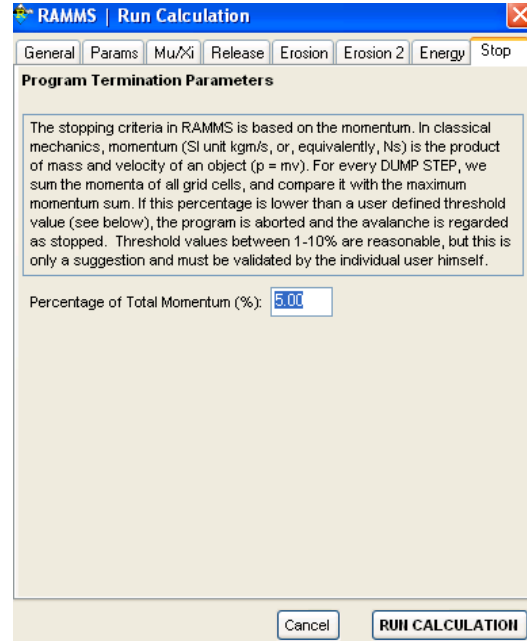 RAMMS | Run Calculation
General Params Mu/Xi Release Erosion Erosion 2 Energy Stop
Program Termination Parameters
The stopping criteria in RAMMS is based on the momentum. In classical
mechanics, momentum (SI unit kgm/s, or, equivalently, Ns) is the product
of mass and velocity of an object (p = mv). For every DUMP STEP, we
sum the momenta of all grid cells, and compare it with the maximum
momentum sum. If this percentage is lower than a user defined threshold
value (see below), the program is aborted and the avalanche is regarded
as stopped. Threshold values between 1-10% are reasonable, but this is
only a suggestion and must be validated by the individual user himself.
Percentage of Total Momentum (%): 5.00
Cancel RUN CALCULATION